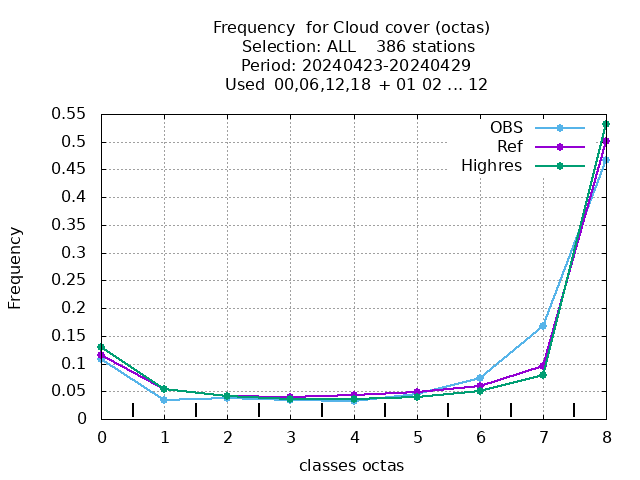 Frequency  for Cloud cover (octas)
Selection: ALL    386 stations
Period: 20240423-20240429
Used  00,06,12,18 + 01 02 ... 12
OBS
Ref
Highres
Frequency
0.55
0.5
0.45
0.4
0.35
0.3
0.25
0.2
0.15
0.1
0.05
0
0 1 2 3 4 5 6 7 8
classes octas